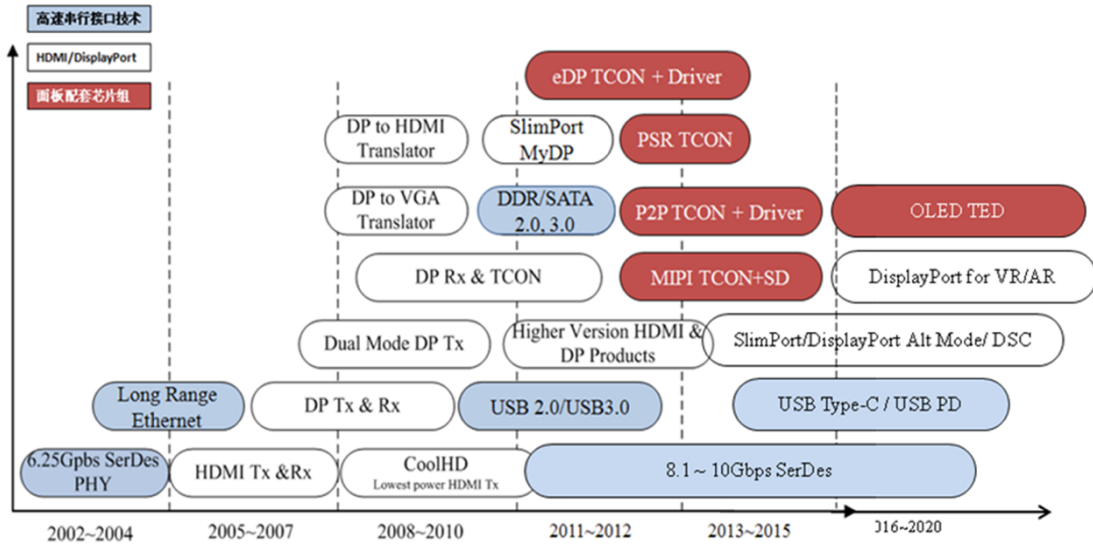 高速串行接口技术
HDMI/DisplayPort
面板配套芯片组
eDP TCON + Driver
DP to HDMI
Translator
SlimPort
MyDP
PSR TCON
DP to VGA
Translator
DDR/SATA
2.0, 3.0
P2P TCON + Driver
OLED TED
DP Rx & TCON
MIPI TCON+SD
DisplayPort for VR/AR
Dual Mode DP Tx
Higher Version HDMI &
DP Products
SlimPort/DisplayPort Alt Mode/ DSC
Long Range
Ethernet
DP Tx & Rx
USB 2.0/USB3.0
USB Type-C / USB PD
6.25Gpbs SerDes
PHY
HDMI Tx &Rx
CoolHD
Lowest power HDMI Tx
8.1 ~ 10Gbps SerDes
2002~2004
2005~2007
2008~2010
2011~2012
2013~2015
016~2020